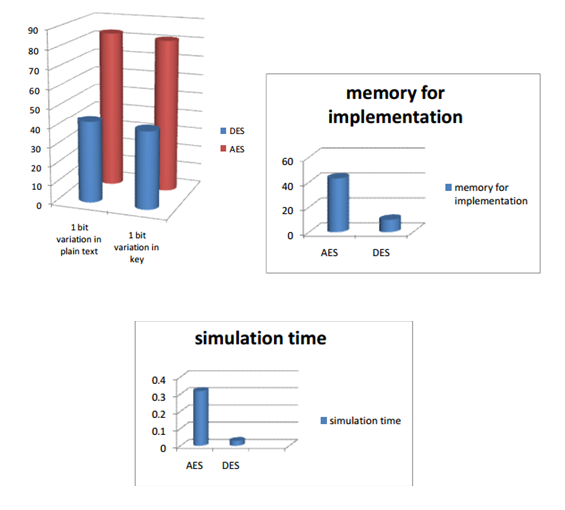 90
80
70
60
50
40
30
20
10
0
1 bit
variation in
plain text
1 bit
variation in
key
DES
AES
memory for
implementation
60
40
20
0
AES DES
memory for
implementation
simulation time
0.4
0.3
0.2
0.1
0
AES DES
simulation time